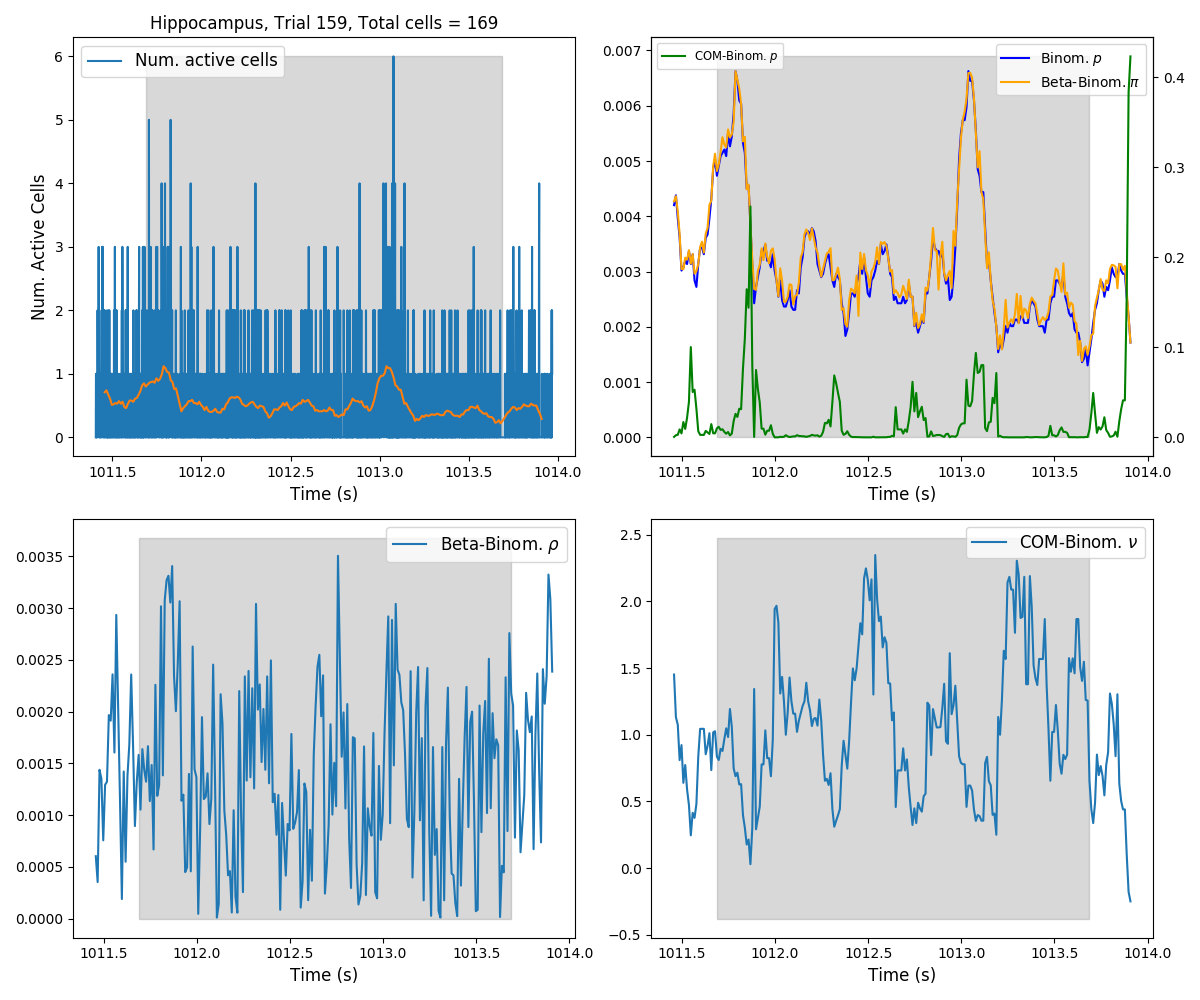 Hippocampus, Trial 159, Total cells = 169
Num. active cells
Num. Active Cells
6
5
4
3
2
1
0
1011.5 1012.0 1012.5 1013.0 1013.5 1014.0
Time (s)
COM-Binom. p
Binom. p
Beta-Binom. π
0.007
0.006
0.005
0.004
0.003
0.002
0.001
0.000
0.4
0.3
0.2
0.1
0.0
1011.5 1012.0 1012.5 1013.0 1013.5 1014.0
Time (s)
Beta-Binom. ρ
0.0035
0.0030
0.0025
0.0020
0.0015
0.0010
0.0005
0.0000
1011.5 1012.0 1012.5 1013.0 1013.5 1014.0
Time (s)
COM-Binom. ν
2.5
2.0
1.5
1.0
0.5
0.0
−0.5
1011.5 1012.0 1012.5 1013.0 1013.5 1014.0
Time (s)